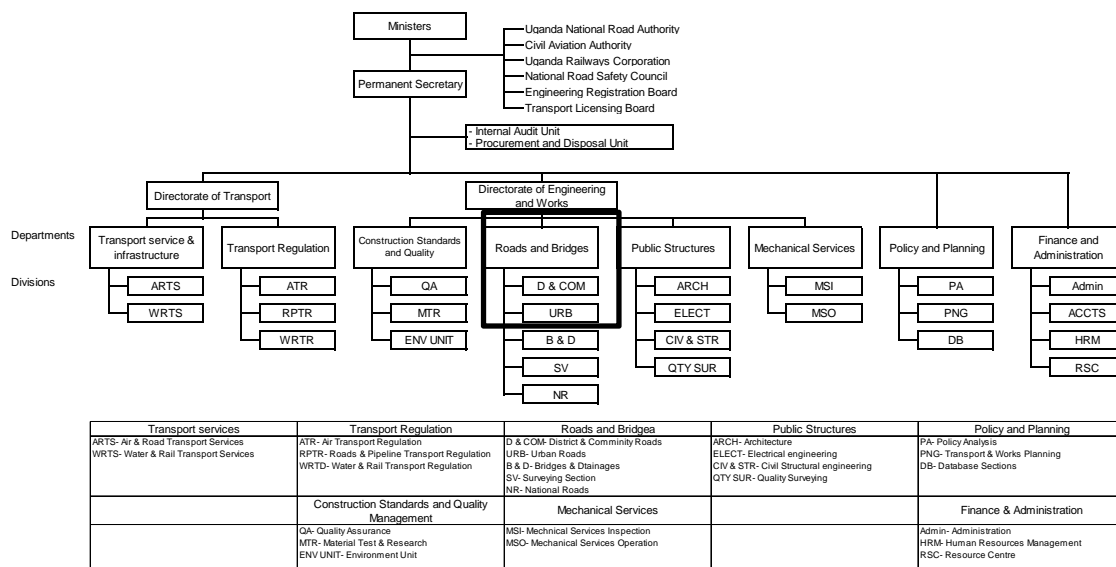 Ministers
Uganda National Road Authority
Civil Aviation Authority
Uganda Railways Corporation
National Road Safety Council
Engineering Registration Board
Transport Licensing Board
Permanent Secretary
- Internal Audit Unit
- Procurement and Disposal Unit
Directorate of Transport
Directorate of Engineering
and Works
Departments
Transport service &
infrastructure
Transport Regulation
Construction Standards
and Quality
Roads and Bridges
Public Structures
Mechanical Services
Policy and Planning
Finance and
Administration
Divisions
ARTS
WRTS
ATR
RPTR
WRTR
QA
MTR
ENV UNIT
D & COM
URB
B & D
SV
NR
ARCH
ELECT
CIV & STR
QTY SUR
MSI
MSO
PA
PNG
DB
Admin
ACCTS
HRM
RSC
Transport services
ARTS- Air & Road Transport Services
WRTS- Water & Rail Transport Services
Transport Regulation
ATR- Air Transport Regulation
RPTR- Roads & Pipeline Transport Regulation
WRTD- Water & Rail Transport Regulation
Roads and Bridgea
D & COM- District & Comminity Roads
URB- Urban Roads
B & D- Bridges & Dtainages
SV- Surveying Section
NR- National Roads
Public Structures
ARCH- Architecture
ELECT- Electrical engineering
CIV & STR- Civil Structural engineering
QTY SUR- Quality Surveying
Policy and Planning
PA- Policy Analysis
PNG- Transport & Works Planning
DB- Database Sections
Construction Standards and Quality
Management
QA- Quality Assurance
MTR- Material Test & Research
ENV UNIT- Environment Unit
Mechanical Services
MSI- Mechnical Services Inspection
MSO- Mechanical Services Operation
Finance & Administration
Admin- Administration
HRM- Human Resources Management
RSC- Resource Centre